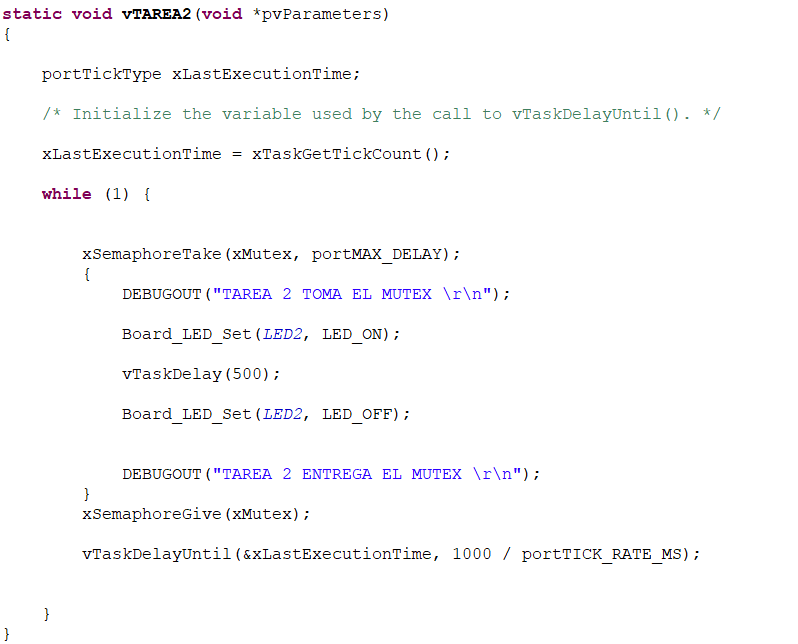 static void vTAREA2(void *pvParameters)
{
portTickType xLastExecutionTime;
/* Initialize the variable used by the call to vTaskDelayUntil(). */
xLastExecutionTime = xTaskGetTickCount();
while (1) {
xSemaphoreTake(xMutex, portMAX_DELAY);
{
DEBUGOUT("TAREA 2 TOMA EL MUTEX \r\n");
Board_LED_Set(LED2, LED_ON);
vTaskDelay(500);
Board_LED_Set(LED2, LED_OFF);
DEBUGOUT("TAREA 2 ENTREGA EL MUTEX \r\n");
}
xSemaphoreGive(xMutex);
vTaskDelayUntil(&xLastExecutionTime, 1000 / portTICK_RATE_MS);
}
}